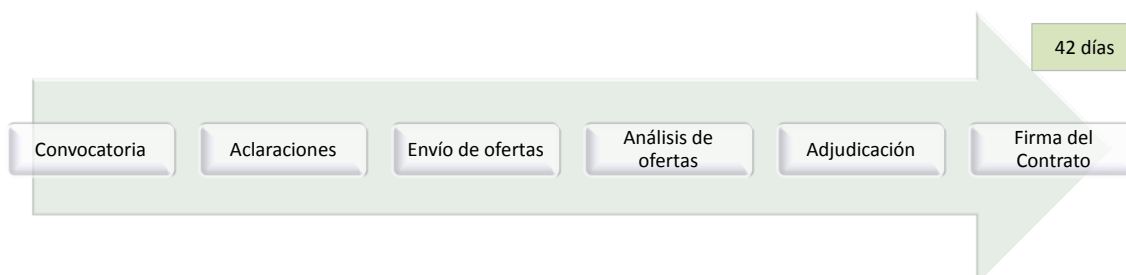 42 días
Convocatoria
Aclaraciones
Envío de ofertas
Análisis de
ofertas
Adjudicación
Firma del
Contrato